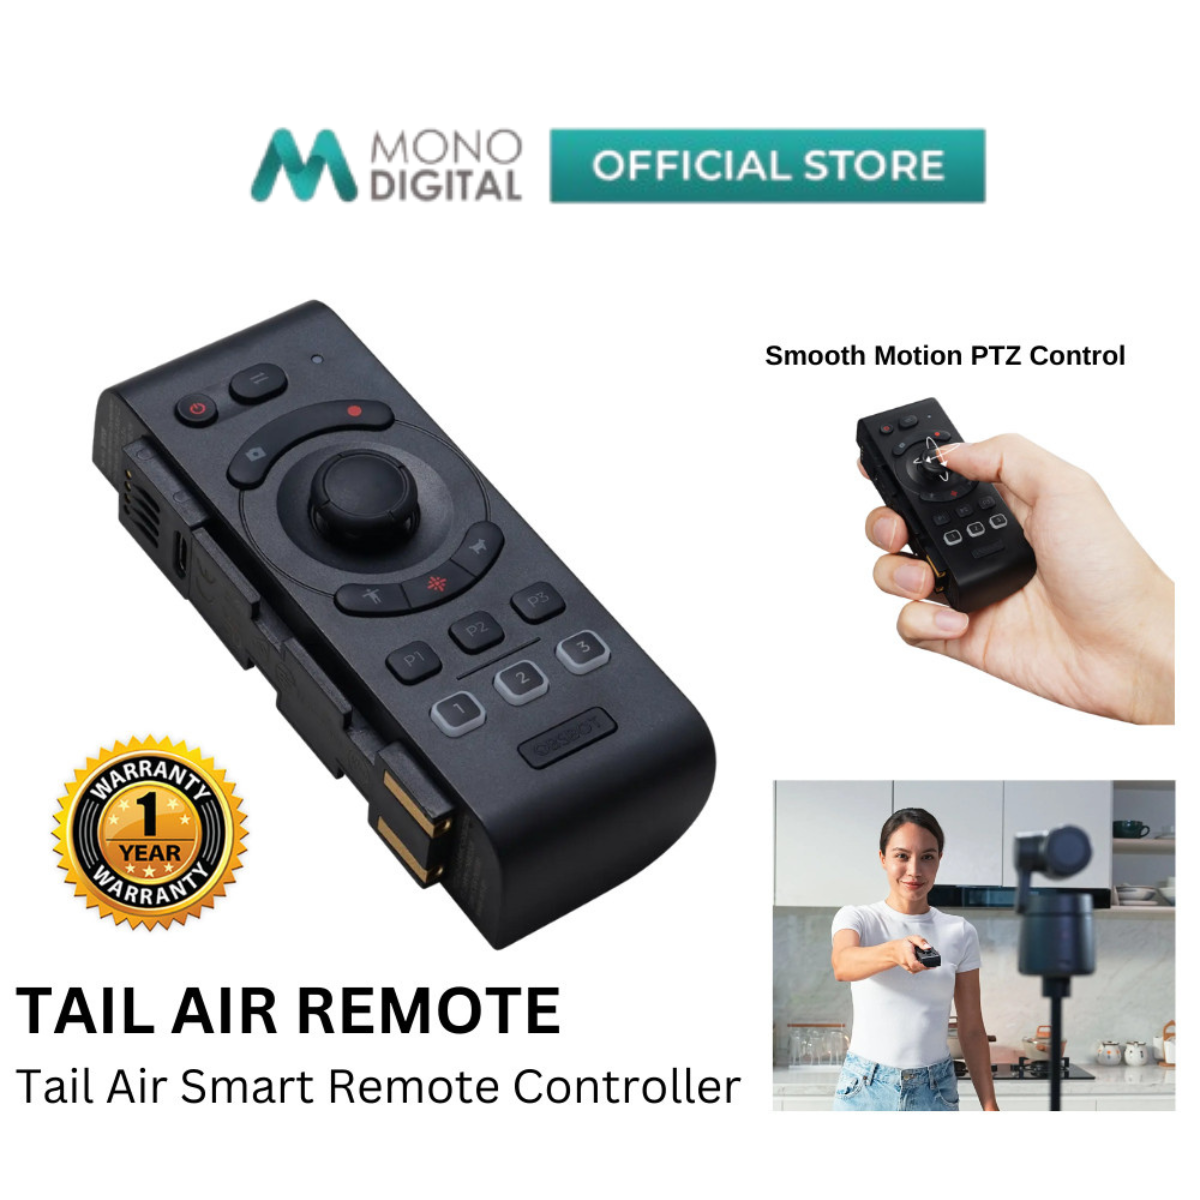 MONO
DIGITAL
OFFICIAL STORE
Smooth Motion PTZ Control
P1
P2
P3
1
2
3
OBSBOT
WARRANTY
1
YEAR
WARRANTY
TAIL AIR REMOTE
Tail Air Smart Remote Controller